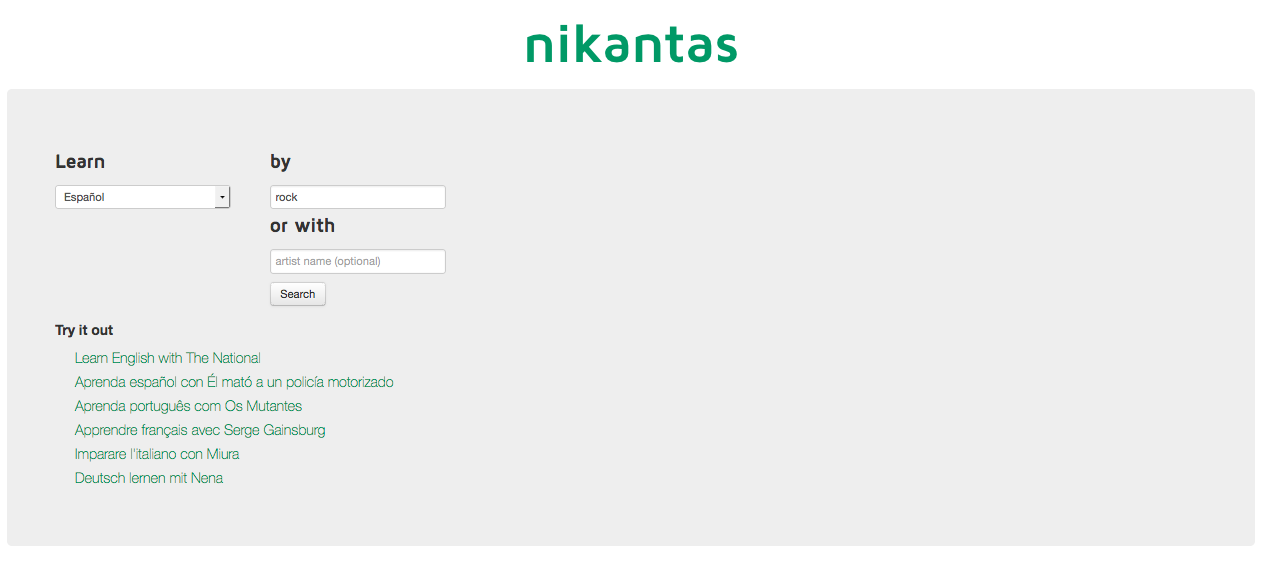 nikantas
Learn
Español
by
rock
or with
artist name (optional)
Search
Try it out
Learn English with The National
Aprenda español con Él mató a un policía motorizado
Aprenda português com Os Mutantes
Apprendre français avec Serge Gainsburg
Imparare l'italiano con Miura
Deutsch lernen mit Nena